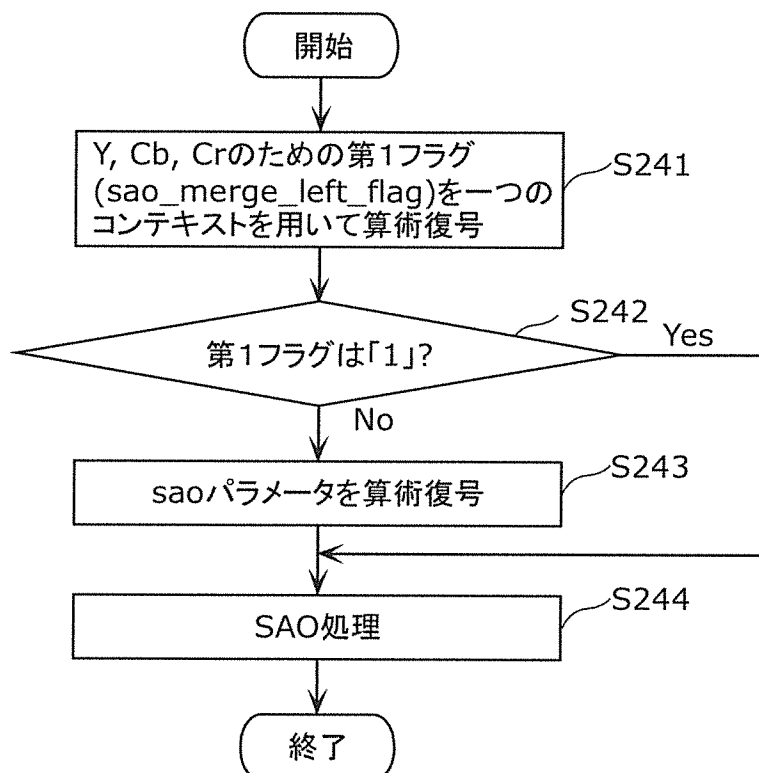 開始
Y, Cb, Crのための第1フラグ
(sao_merge_left_flag)を一つの
コンテキストを用いて算術復号
S241
S242
第1フラグは「1」?
Yes
No
S243
saoパラメータを算術復号
S244
SAO処理
終了